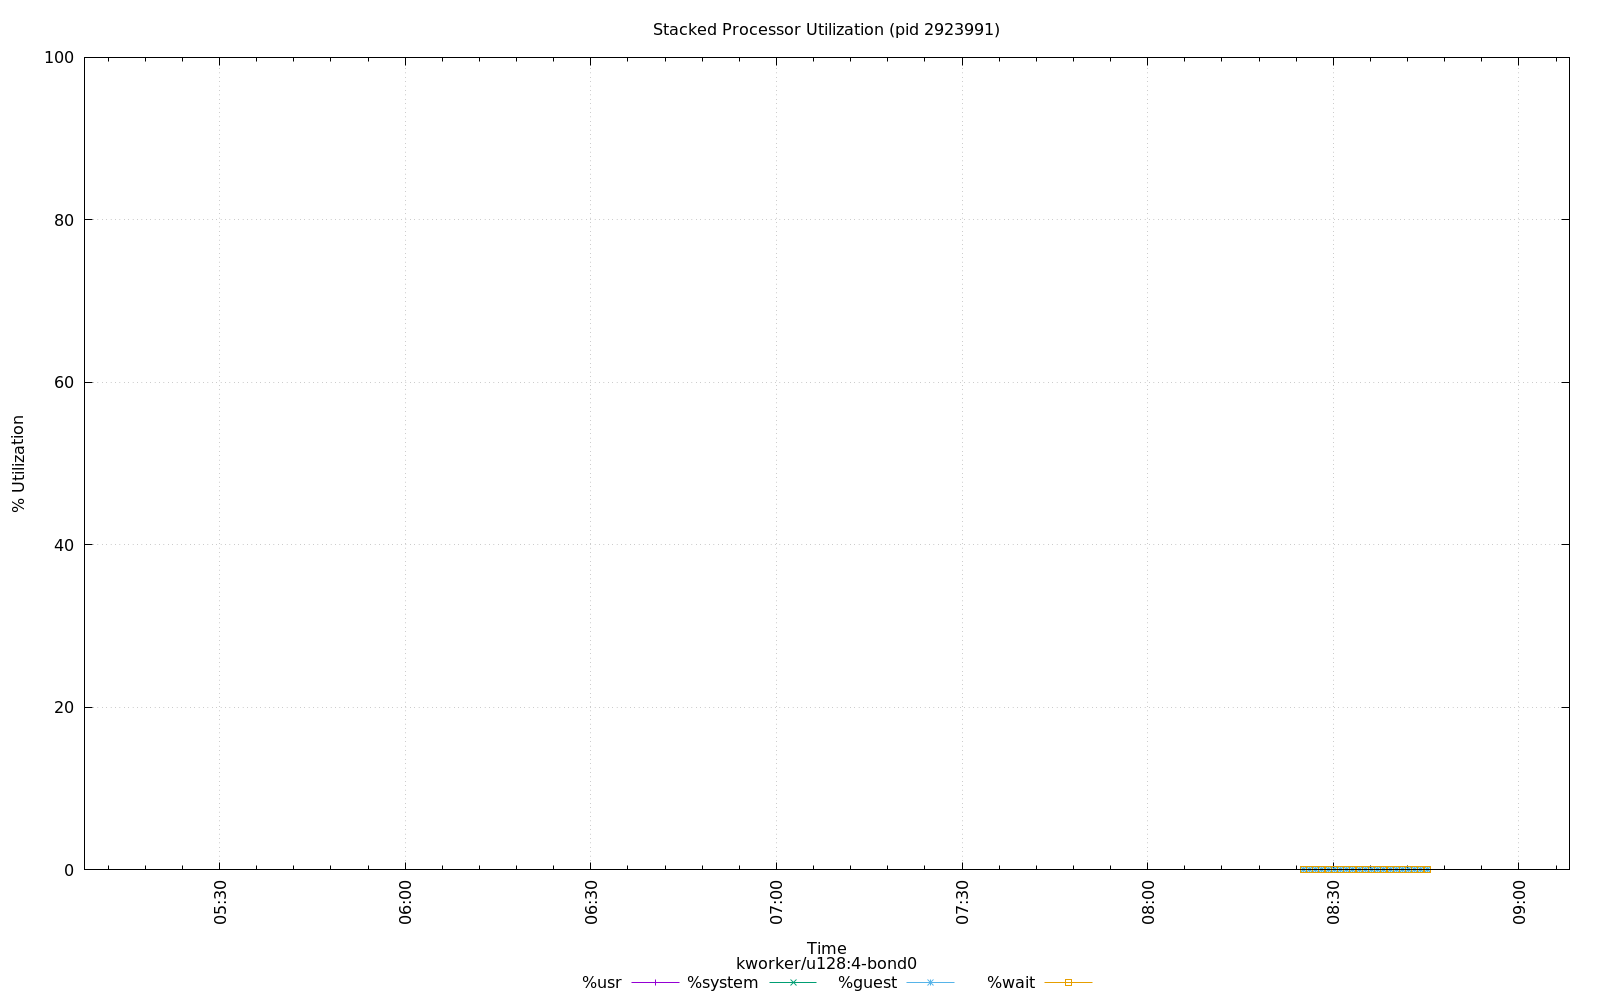 Stacked Processor Utilization (pid 2923991)
100
80
60
40
20
0
% Utilization
05:30
06:00
06:30
07:00
07:30
08:00
08:30
09:00
Time
kworker/u128:4-bond0
%usr %system %guest %wait